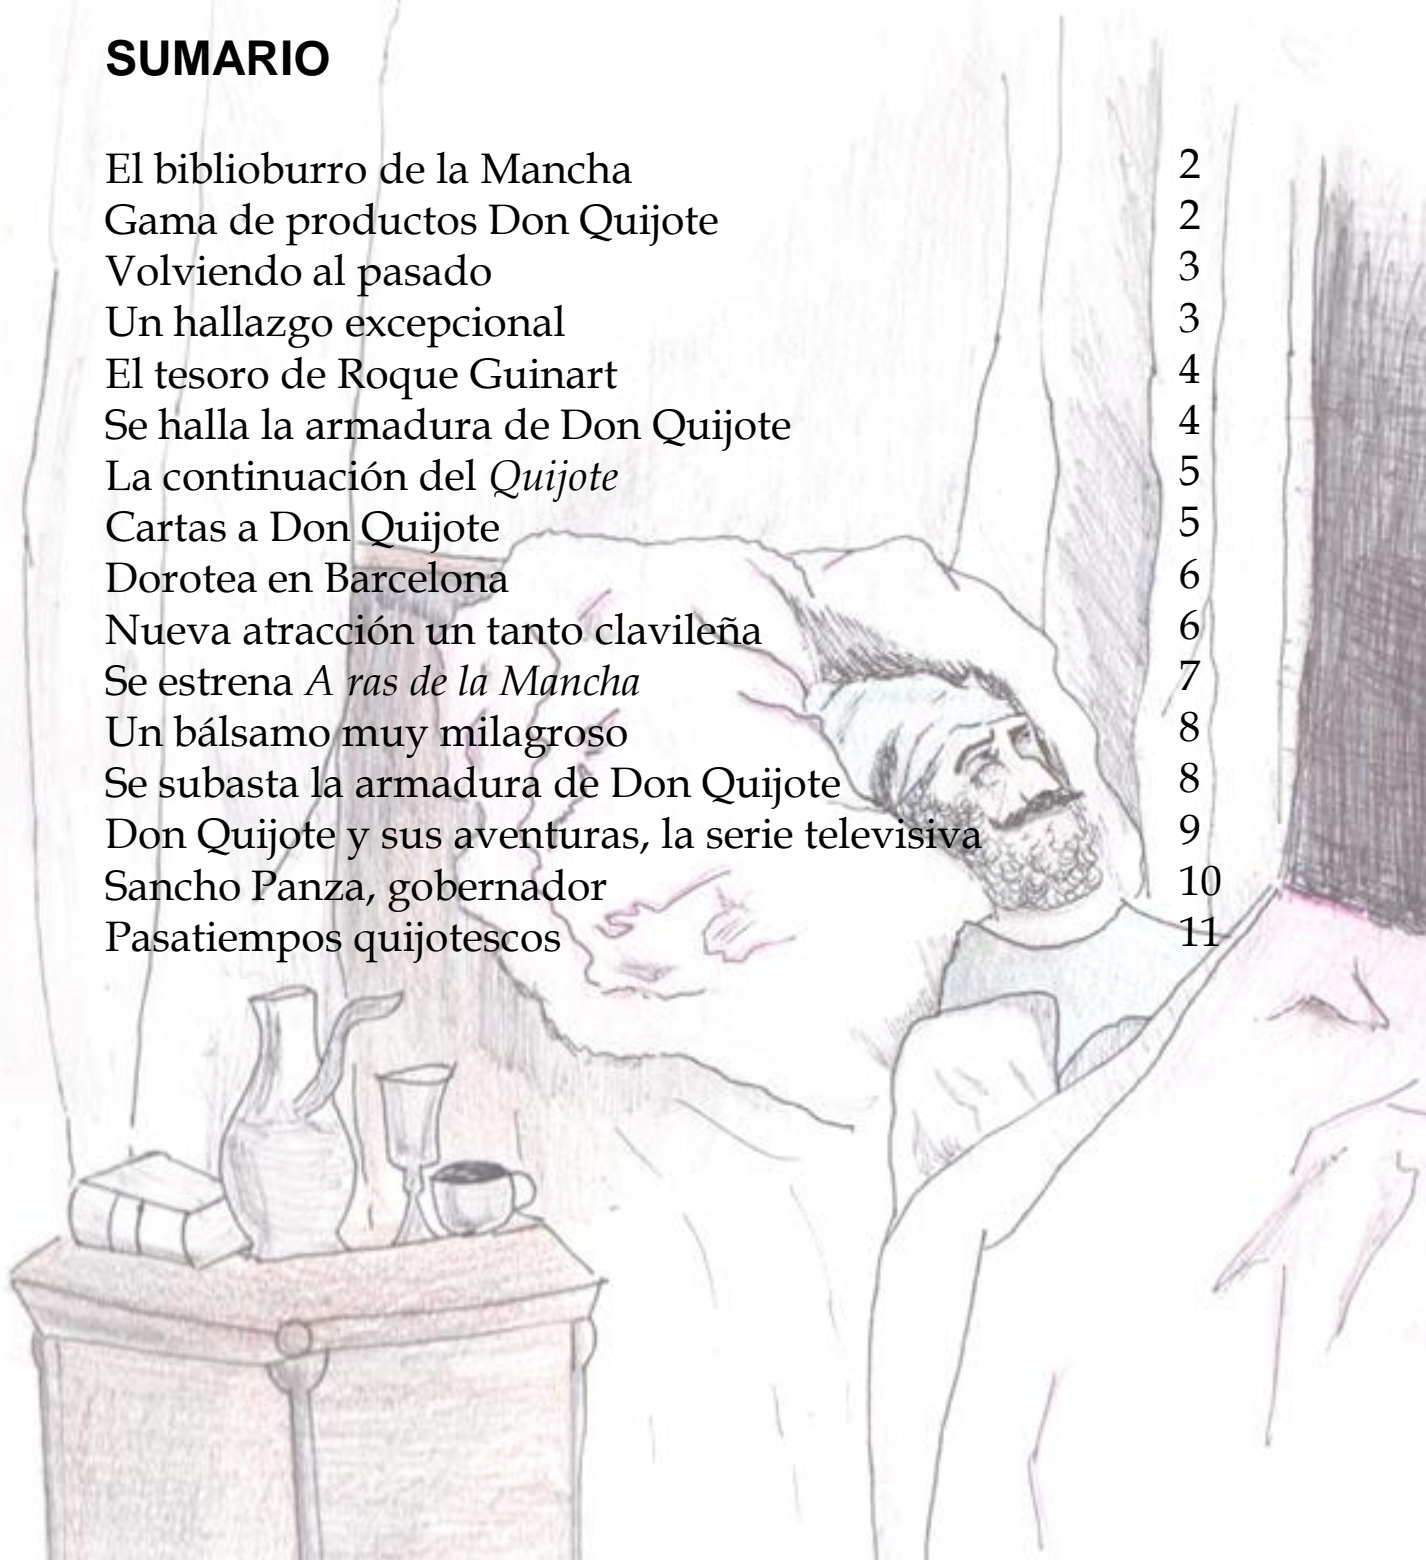 SUMARIO
El biblioburro de la Mancha 2
Gama de productos Don Quijote 2
Volviendo al pasado 3
Un hallazgo excepcional 3
El tesoro de Roque Guinart 4
Se halla la armadura de Don Quijote 4
La continuación del Quijote 5
Cartas a Don Quijote 5
Dorotea en Barcelona 6
Nueva atracción un tanto clavileña 6
Se estrena A ras de la Mancha 7
Un bálsamo muy milagroso 8
Se subasta la armadura de Don Quijote 8
Don Quijote y sus aventuras, la serie televisiva 9
Sancho Panza, gobernador 10
Pasatiempos quijotescos 11